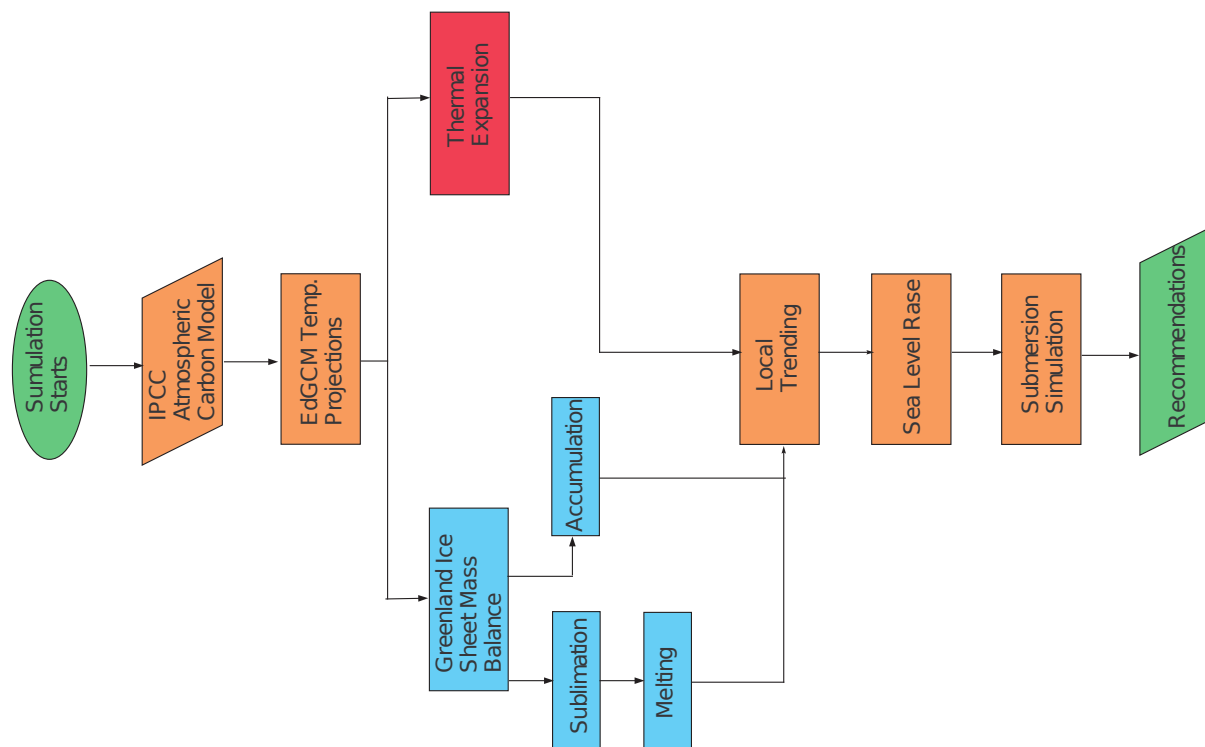 Sumulation
Starts
IPCC
Atmospheric
Carbon Model
EdGCM Temp.
Projections
Thermal
Expansion
Greenland Ice
Sheet Mass
Balance
Accumulation
Sublimation
Melting
Local
Trending
Sea Level Rase
Submersion
Simulation
Recommendations